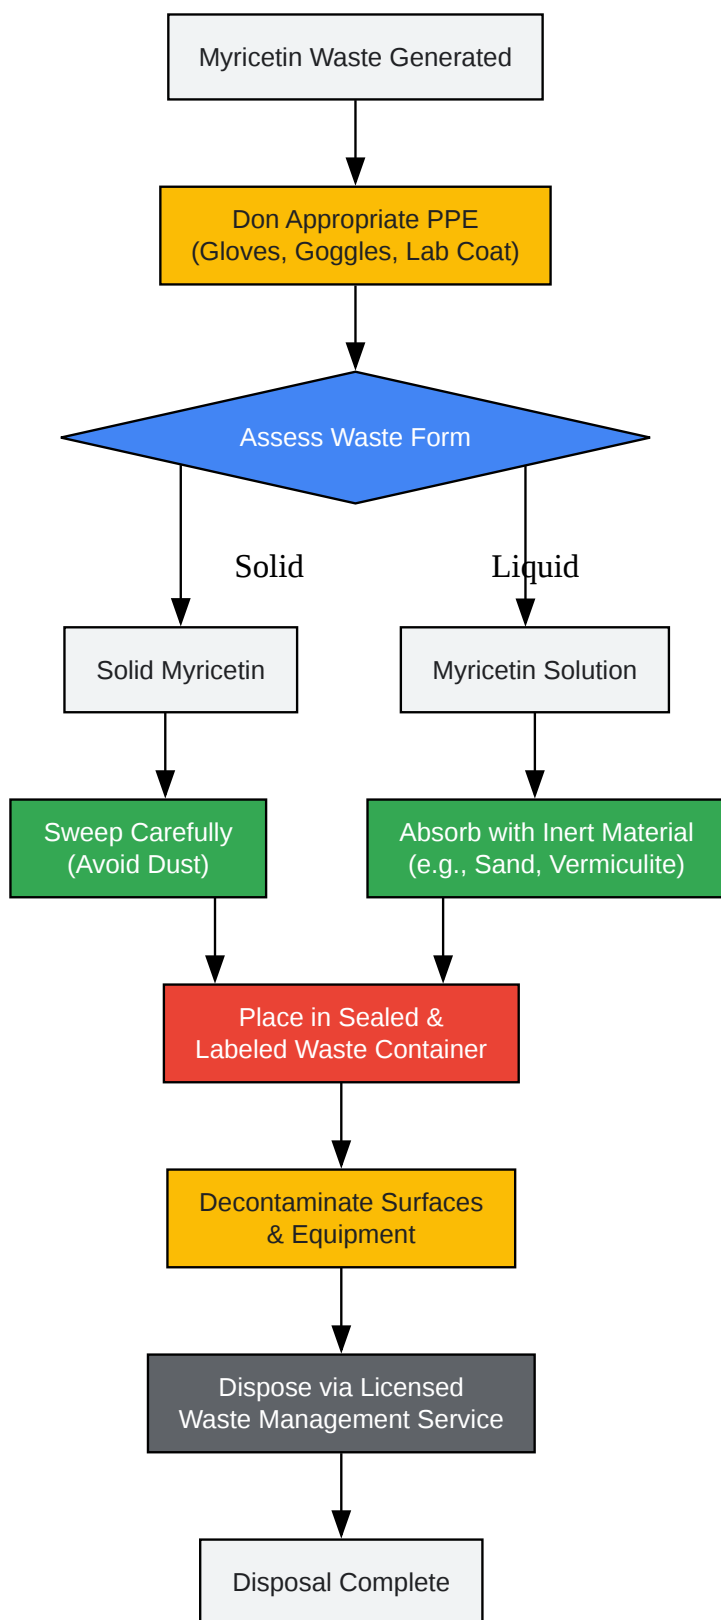 Myricetin Waste Generated
Don Appropriate PPE
(Gloves, Goggles, Lab Coat)
Assess Waste Form
Solid
Liquid
Solid Myricetin
Myricetin Solution
Sweep Carefully
(Avoid Dust)
Absorb with Inert Material
(e.g., Sand, Vermiculite)
Place in Sealed &
Labeled Waste Container
Decontaminate Surfaces
& Equipment
Dispose via Licensed
Waste Management Service
Disposal Complete